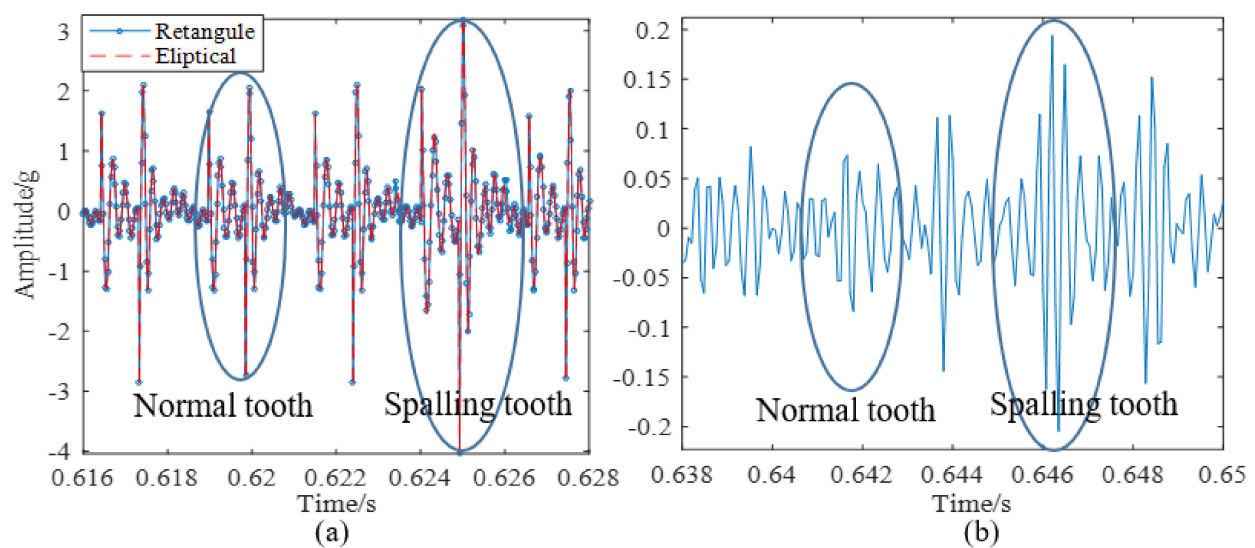 Retangule
Eliptical
3
2
1
0
-1
-2
-3
-4
Amplitude/g
0.616 0.618 0.62 0.622 0.624 0.626 0.628
Time/s
Normal tooth
Spalling tooth
(a)
0.2
0.15
0.1
0.05
0
-0.05
-0.1
-0.15
-0.2
0.638 0.64 0.642 0.644 0.646 0.648 0.65
Time/s
Normal tooth
Spalling tooth
(b)